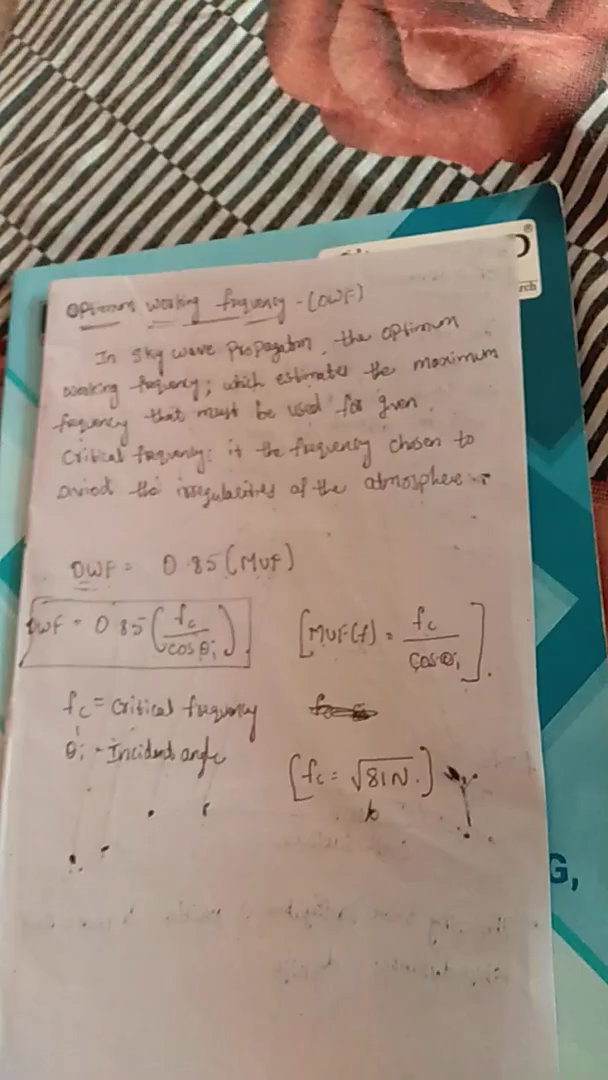 Optimum working frequency - (OWF)
In sky wave propagation, the optimum
working frequency; which estimates the maximum
frequency that must be used for given
Critical frequency: it the frequency chosen to
avoid the irregularities of the atmosphere
OWF = 0.85 (MUF)
OWF = 0.85 (fc / cos θi)
[MUF(f) = fc / cos θi].
fc = Critical frequency
θi - Incident angle
[fc = √81N.]
rch
G,